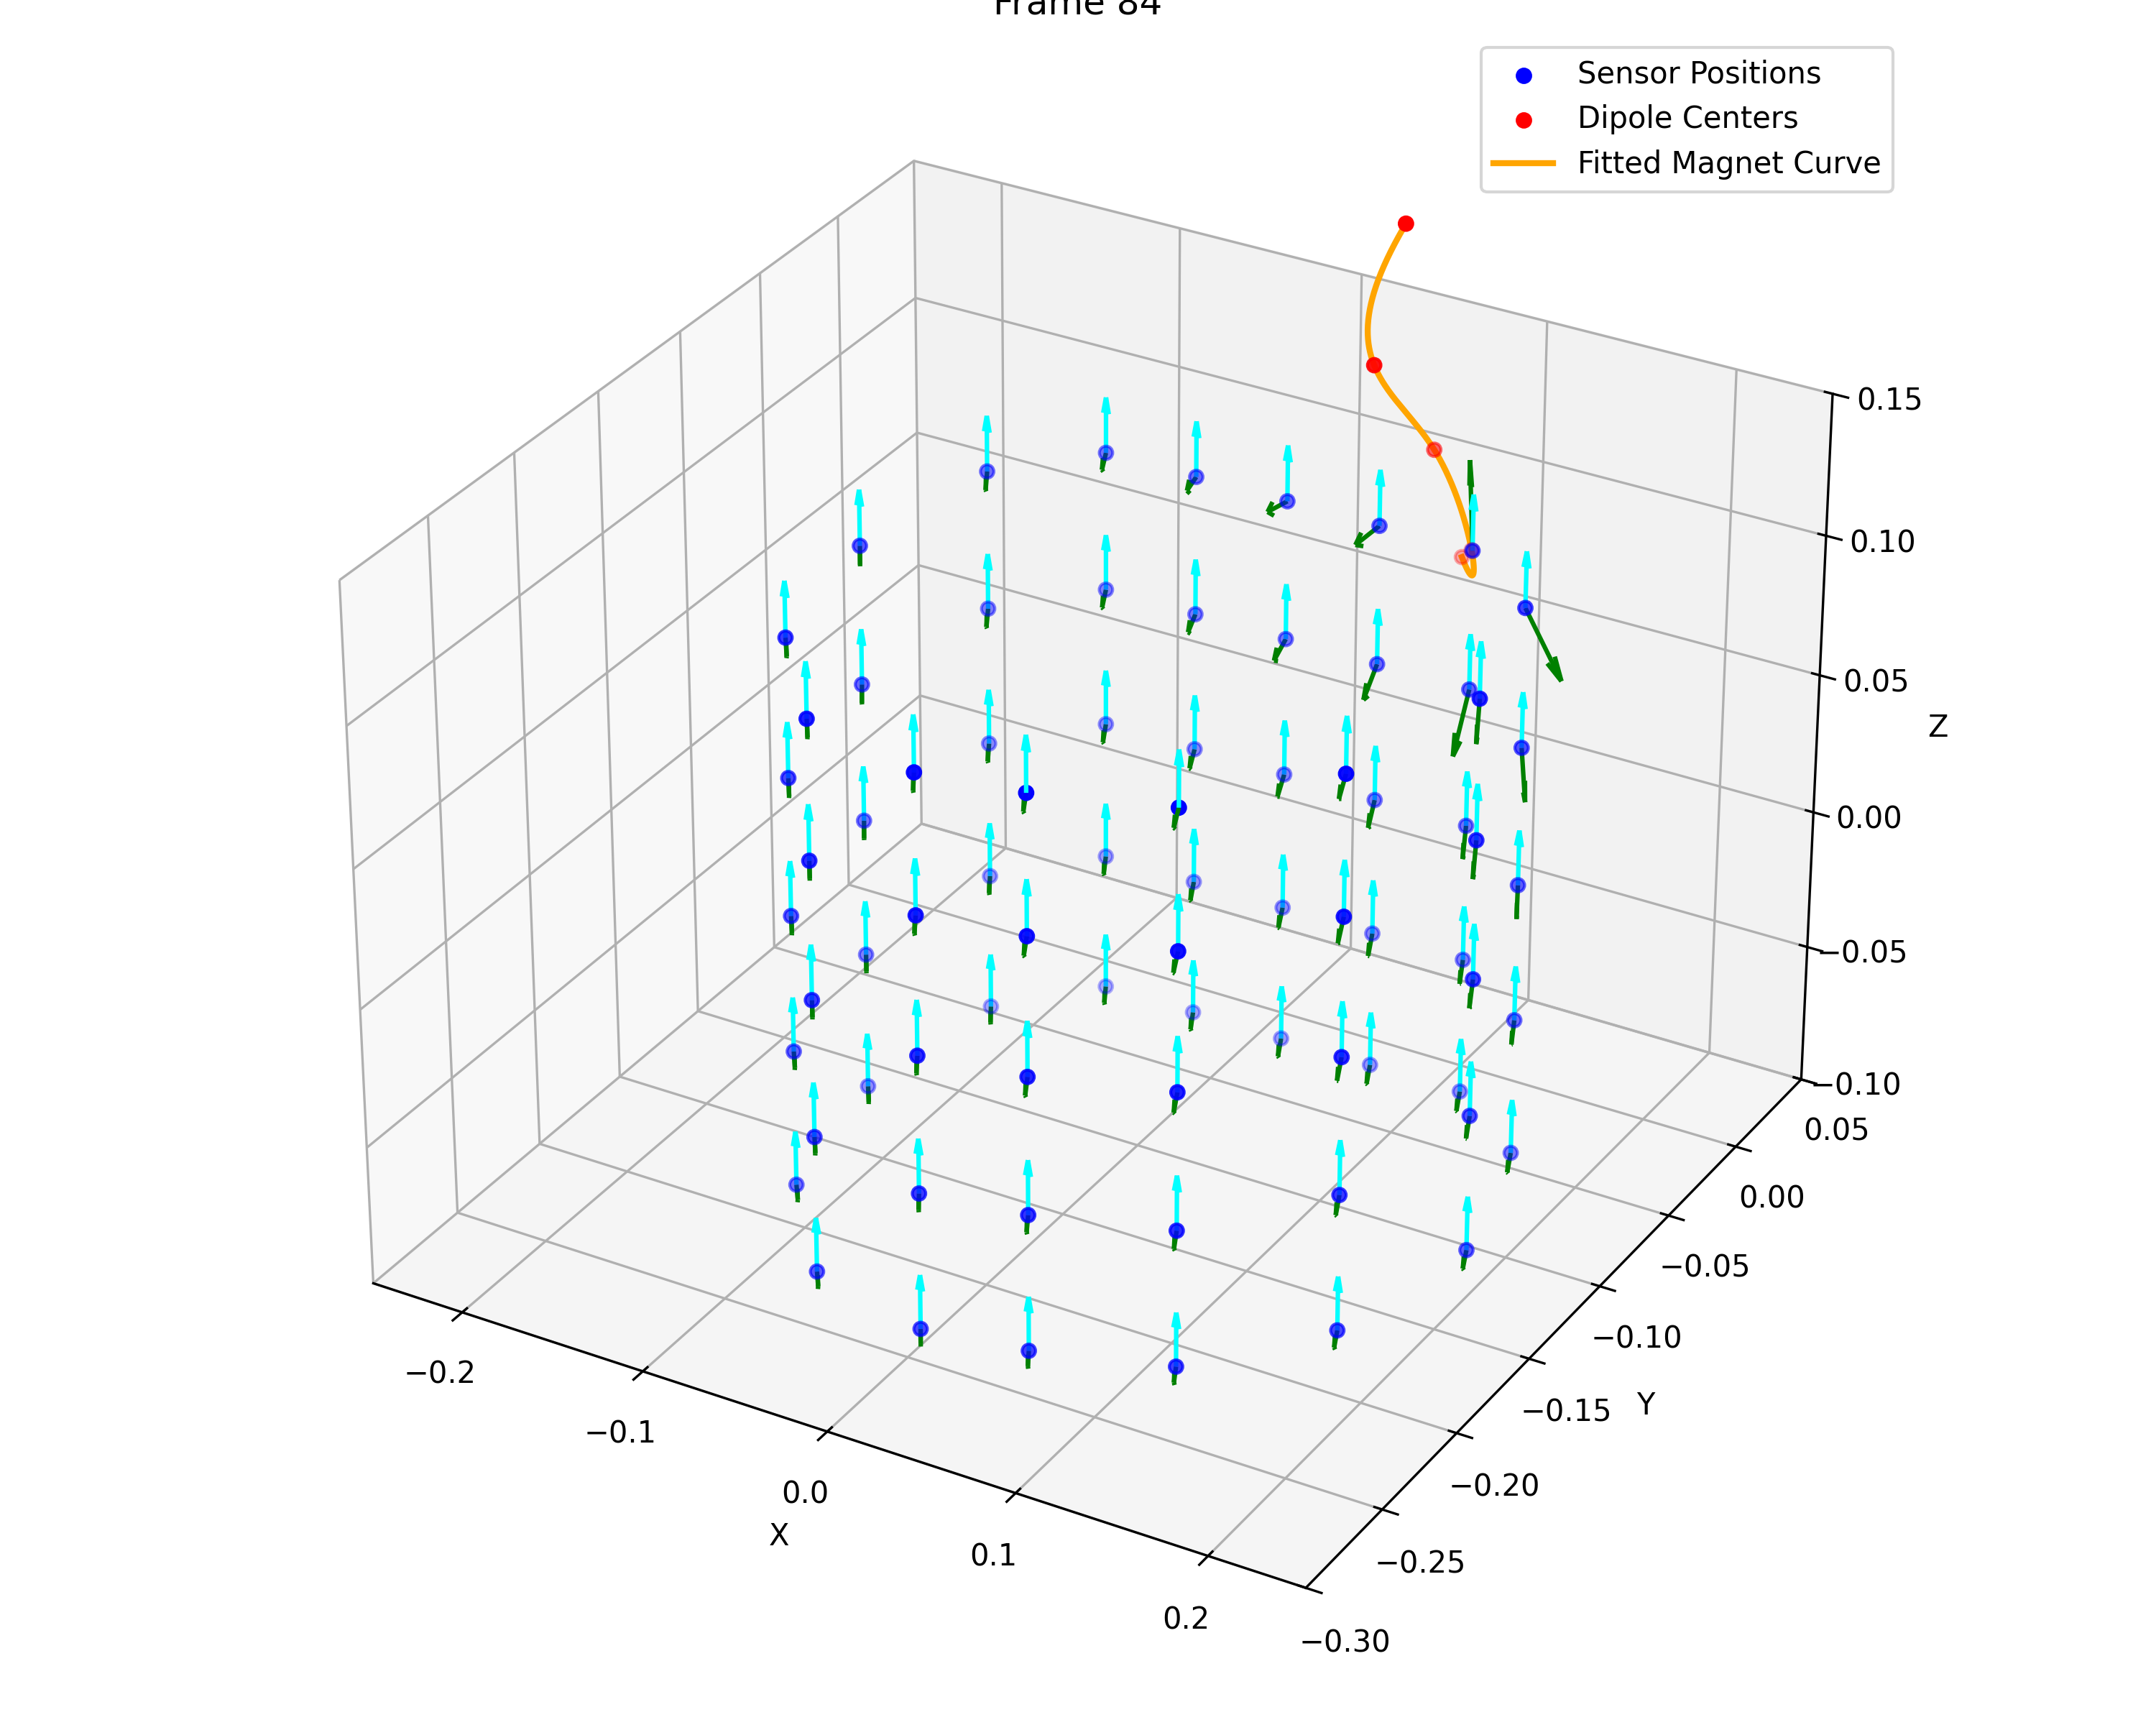 Frame 84
Sensor Positions
Dipole Centers
Fitted Magnet Curve
0.15
0.10
0.05
0.00
−0.05
−0.10
Z
0.05
0.00
−0.05
−0.10
−0.15
−0.20
−0.25
−0.30
Y
−0.2
−0.1
0.0
0.1
0.2
X